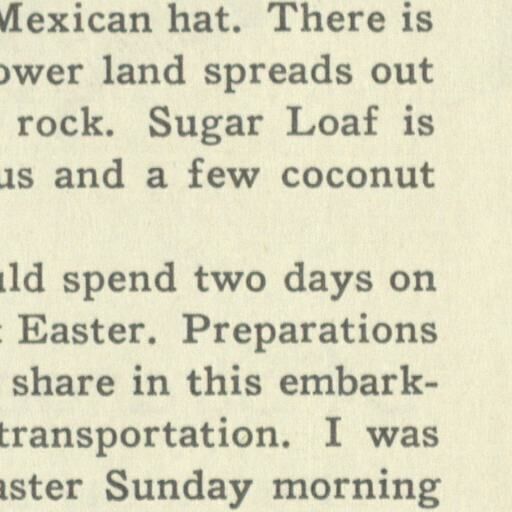 Mexican hat. There is
ower land spreads out
rock. Sugar Loaf is
us and a few coconut
uld spend two days on
Easter. Preparations
share in this embark-
transportation. I was
aster Sunday morning